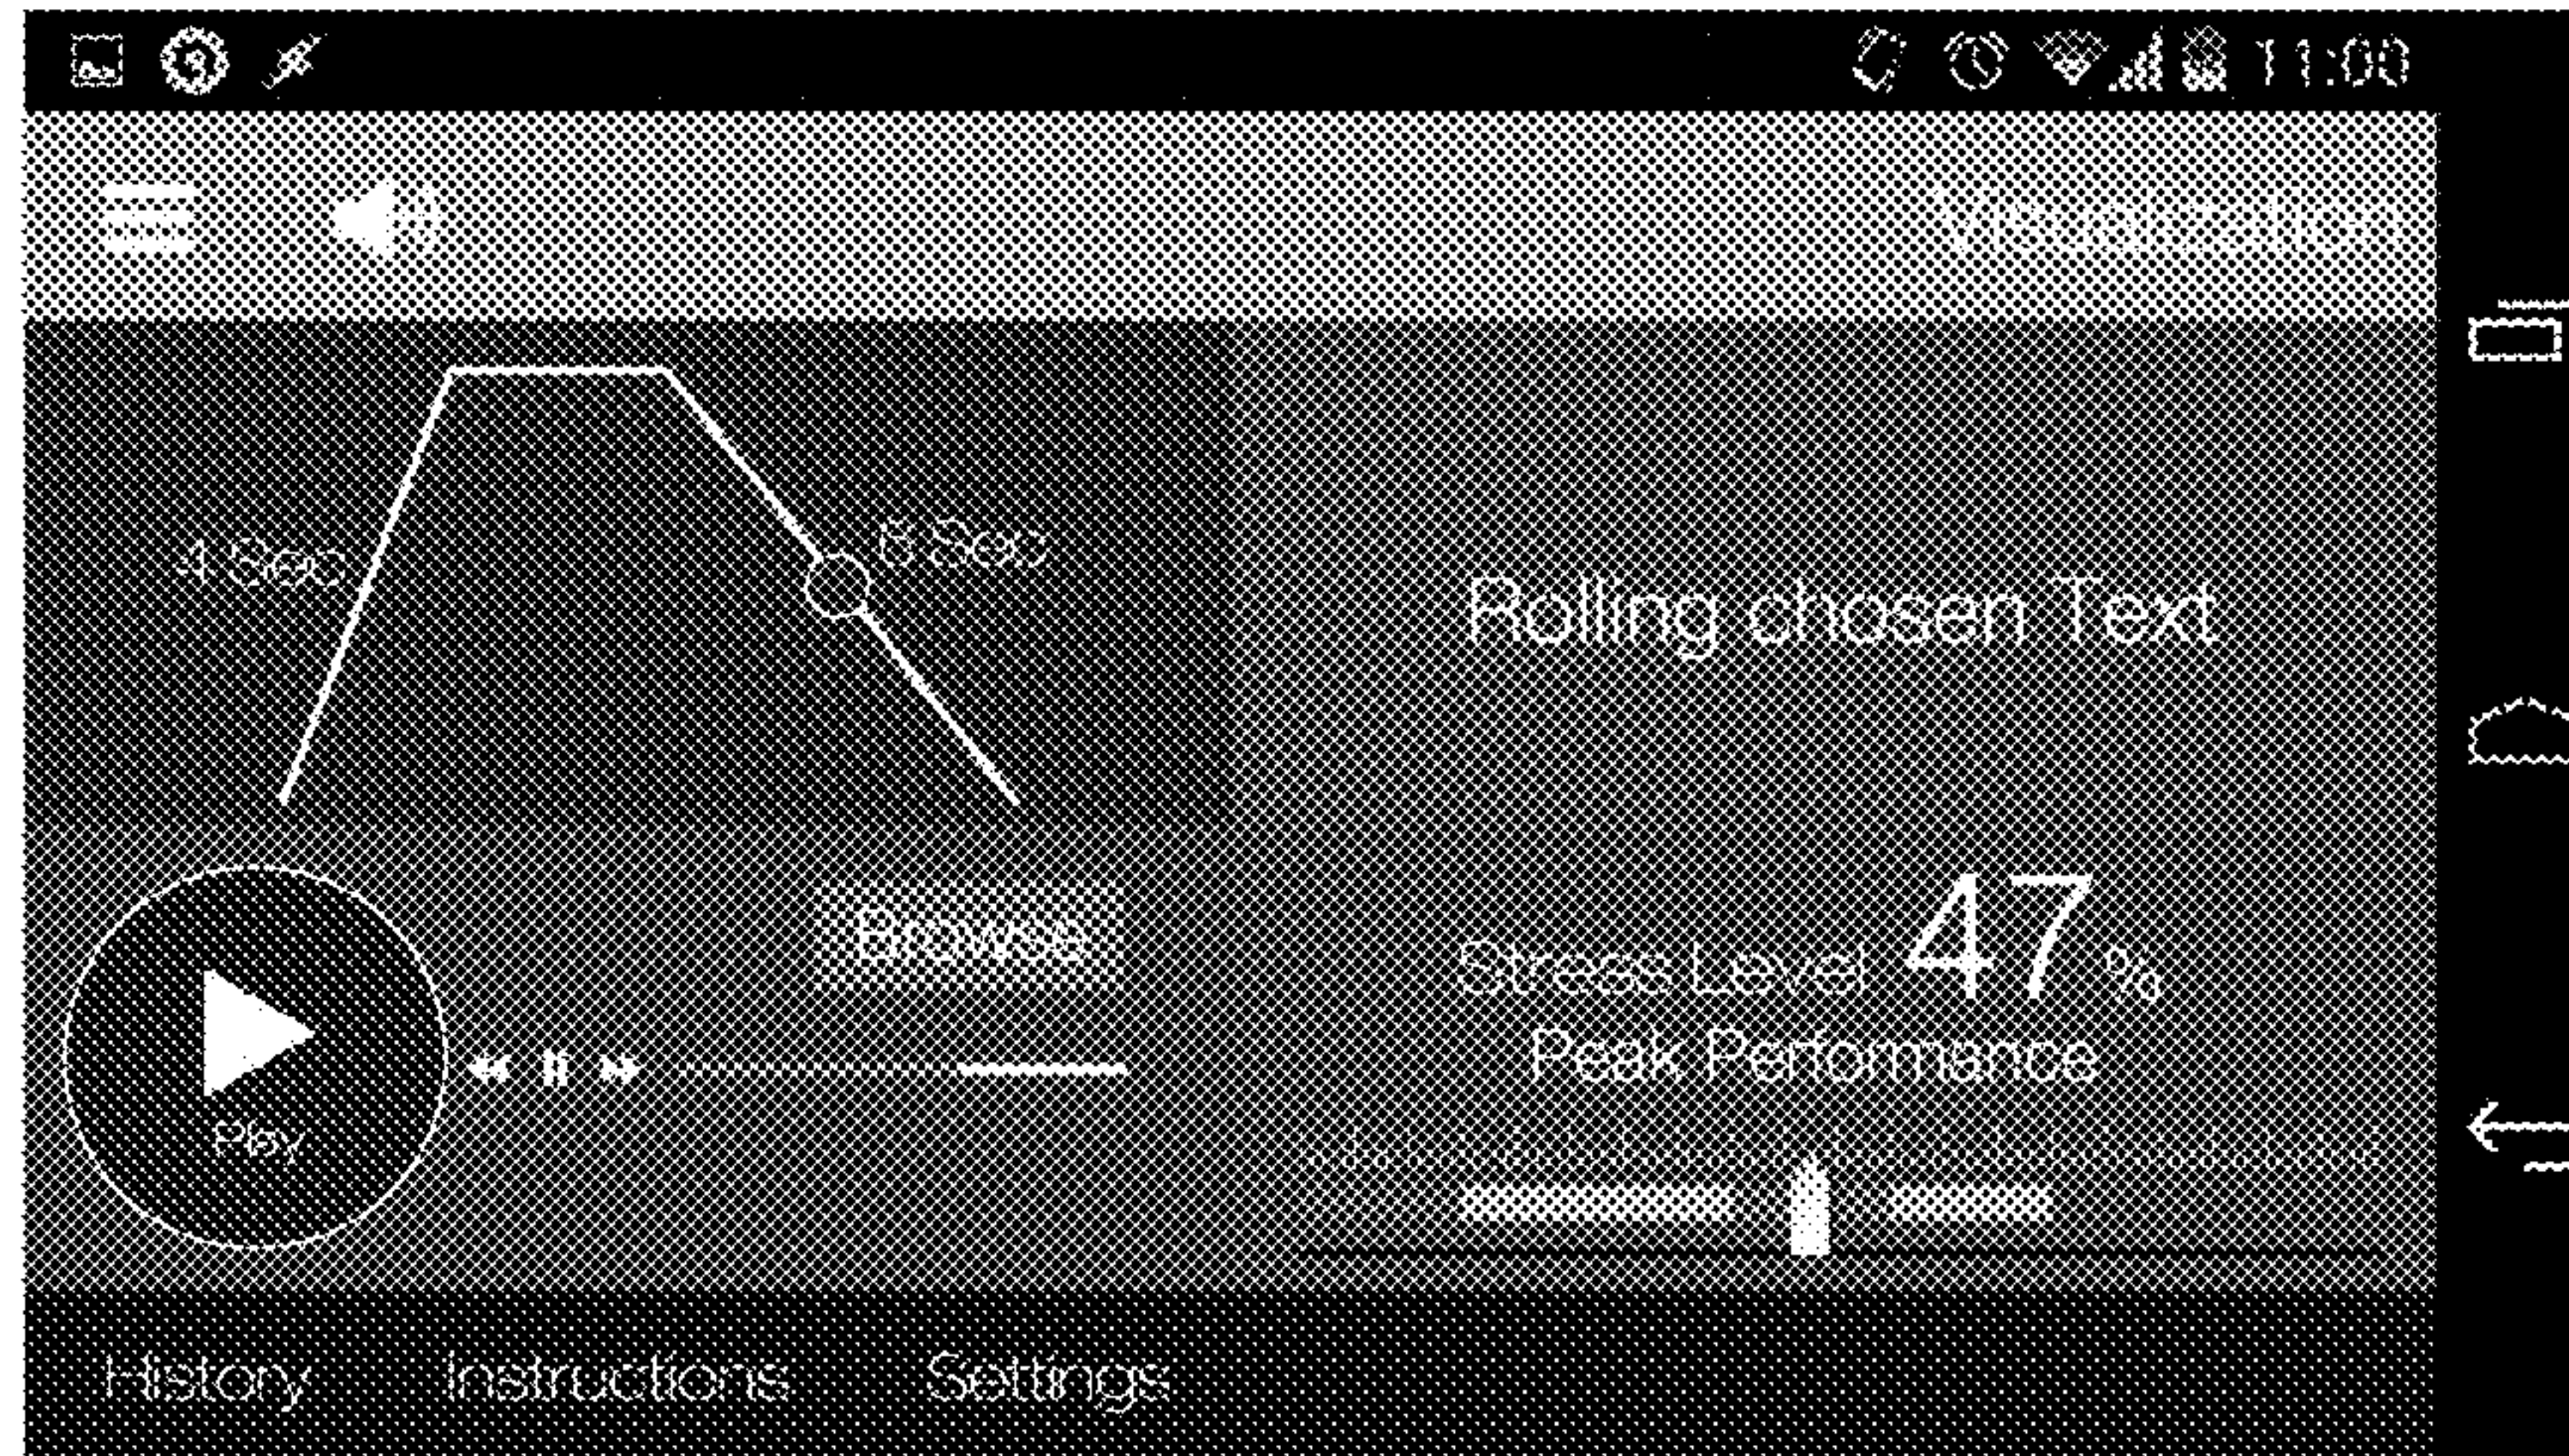 11:00
Visualization
4 Sec
6 Sec
Rolling chosen Text
Browse
Stress Level 47 %
Peak Performance
Play
History Instructions Settings